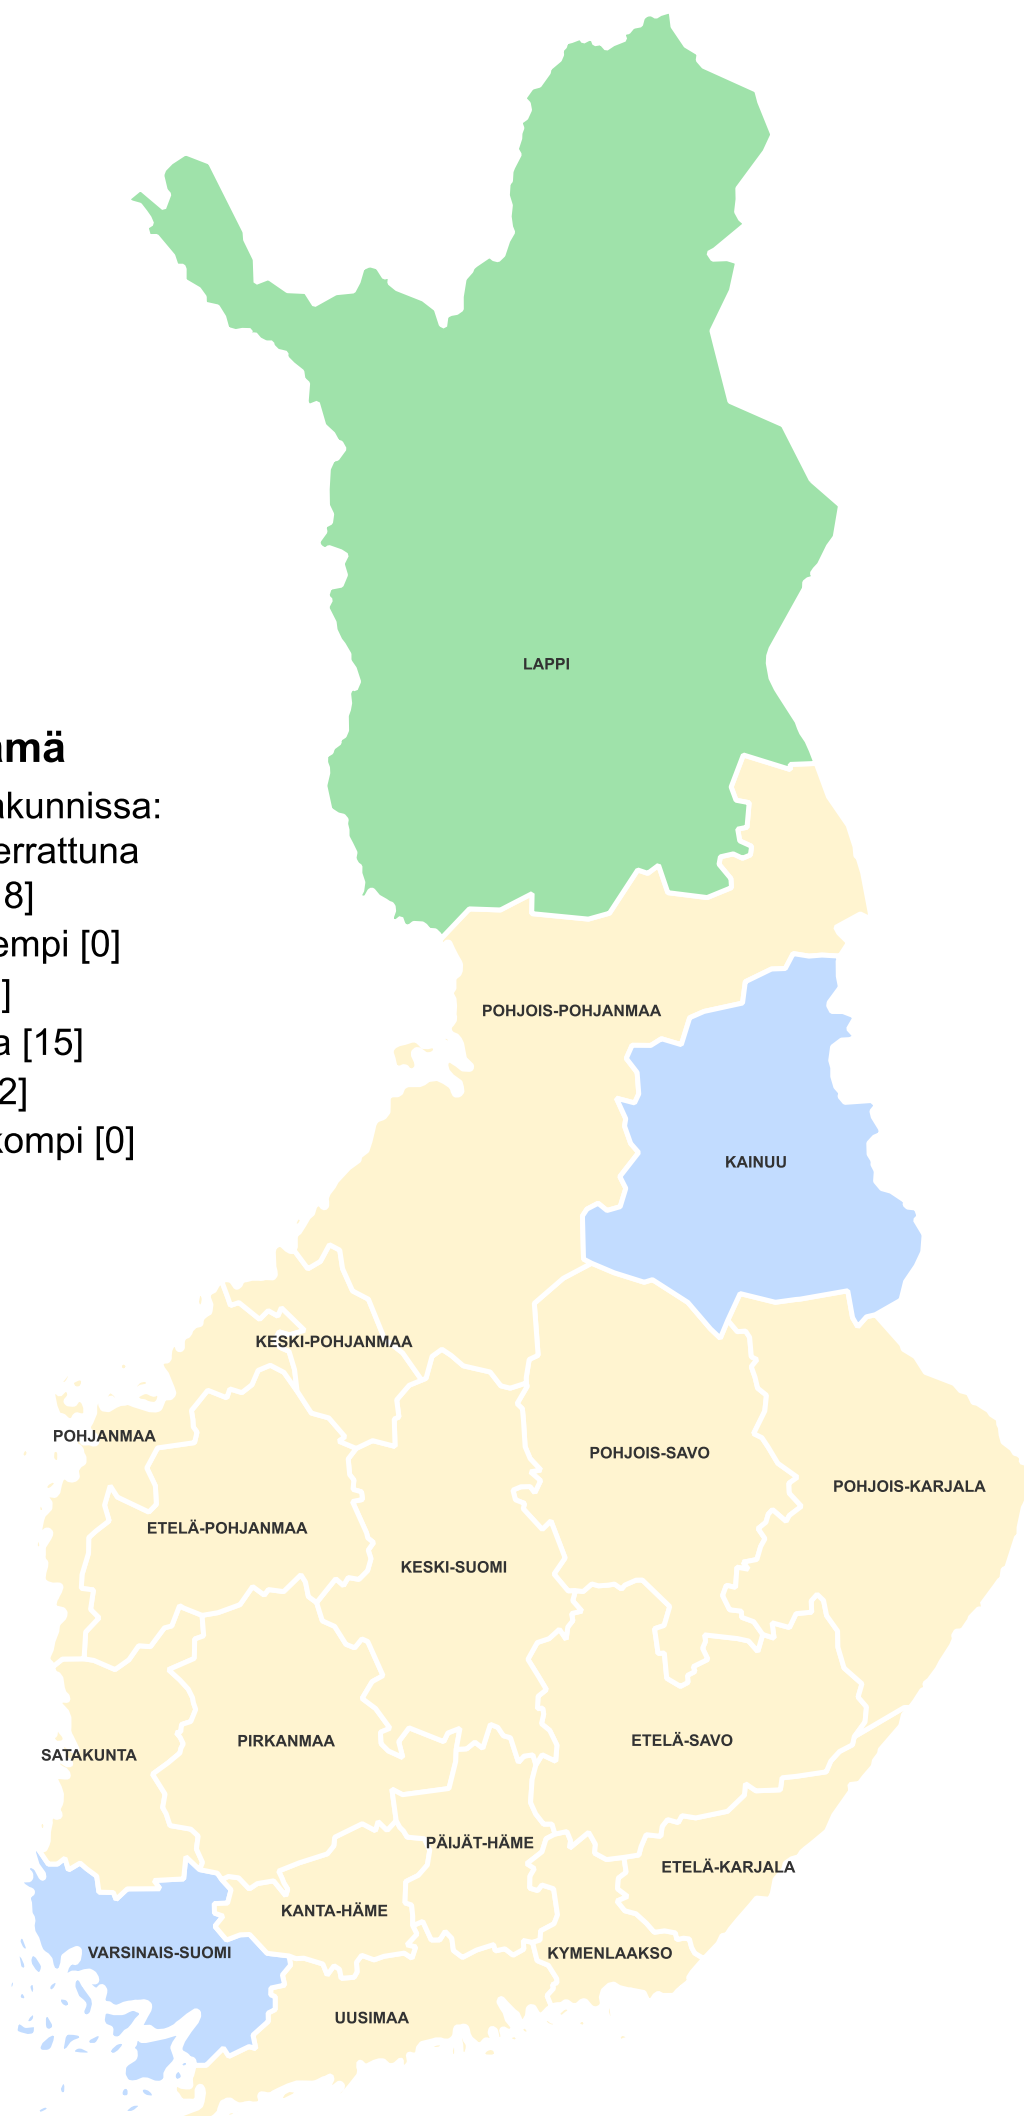 LAPPI
ämä
akunnissa:
errattuna
8]
empi [0]
]
a [15]
2]
kompi [0]
POHJOIS-POHJANMAA
KAINUU
KESKI-POHJANMAA
POHJANMAA
POHJOIS-SAVO
POHJOIS-KARJALA
ETELÄ-POHJANMAA
KESKI-SUOMI
PIRKANMAA
ETELÄ-SAVO
SATAKUNTA
PÄIJÄT-HÄME
ETELÄ-KARJALA
KANTA-HÄME
VARSINAIS-SUOMI
KYMENLAAKSO
UUSIMAA